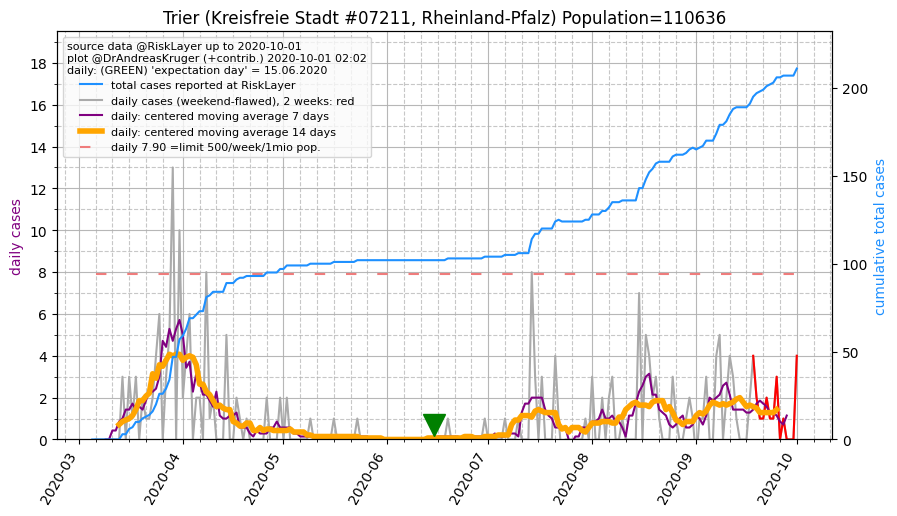 Trier (Kreisfreie Stadt #07211, Rheinland-Pfalz) Population=110636
source data @RiskLayer up to 2020-10-01
plot @DrAndreasKruger (+contrib.) 2020-10-01 02:02
daily: (GREEN) 'expectation day' = 15.06.2020
total cases reported at RiskLayer
daily cases (weekend-flawed), 2 weeks: red
daily: centered moving average 7 days
daily: centered moving average 14 days
daily 7.90 =limit 500/week/1mio pop.
daily cases
18
16
14
12
10
8
6
4
2
0
200
150
100
50
0
cumulative total cases
2020-03
2020-04
2020-05
2020-06
2020-07
2020-08
2020-09
2020-10